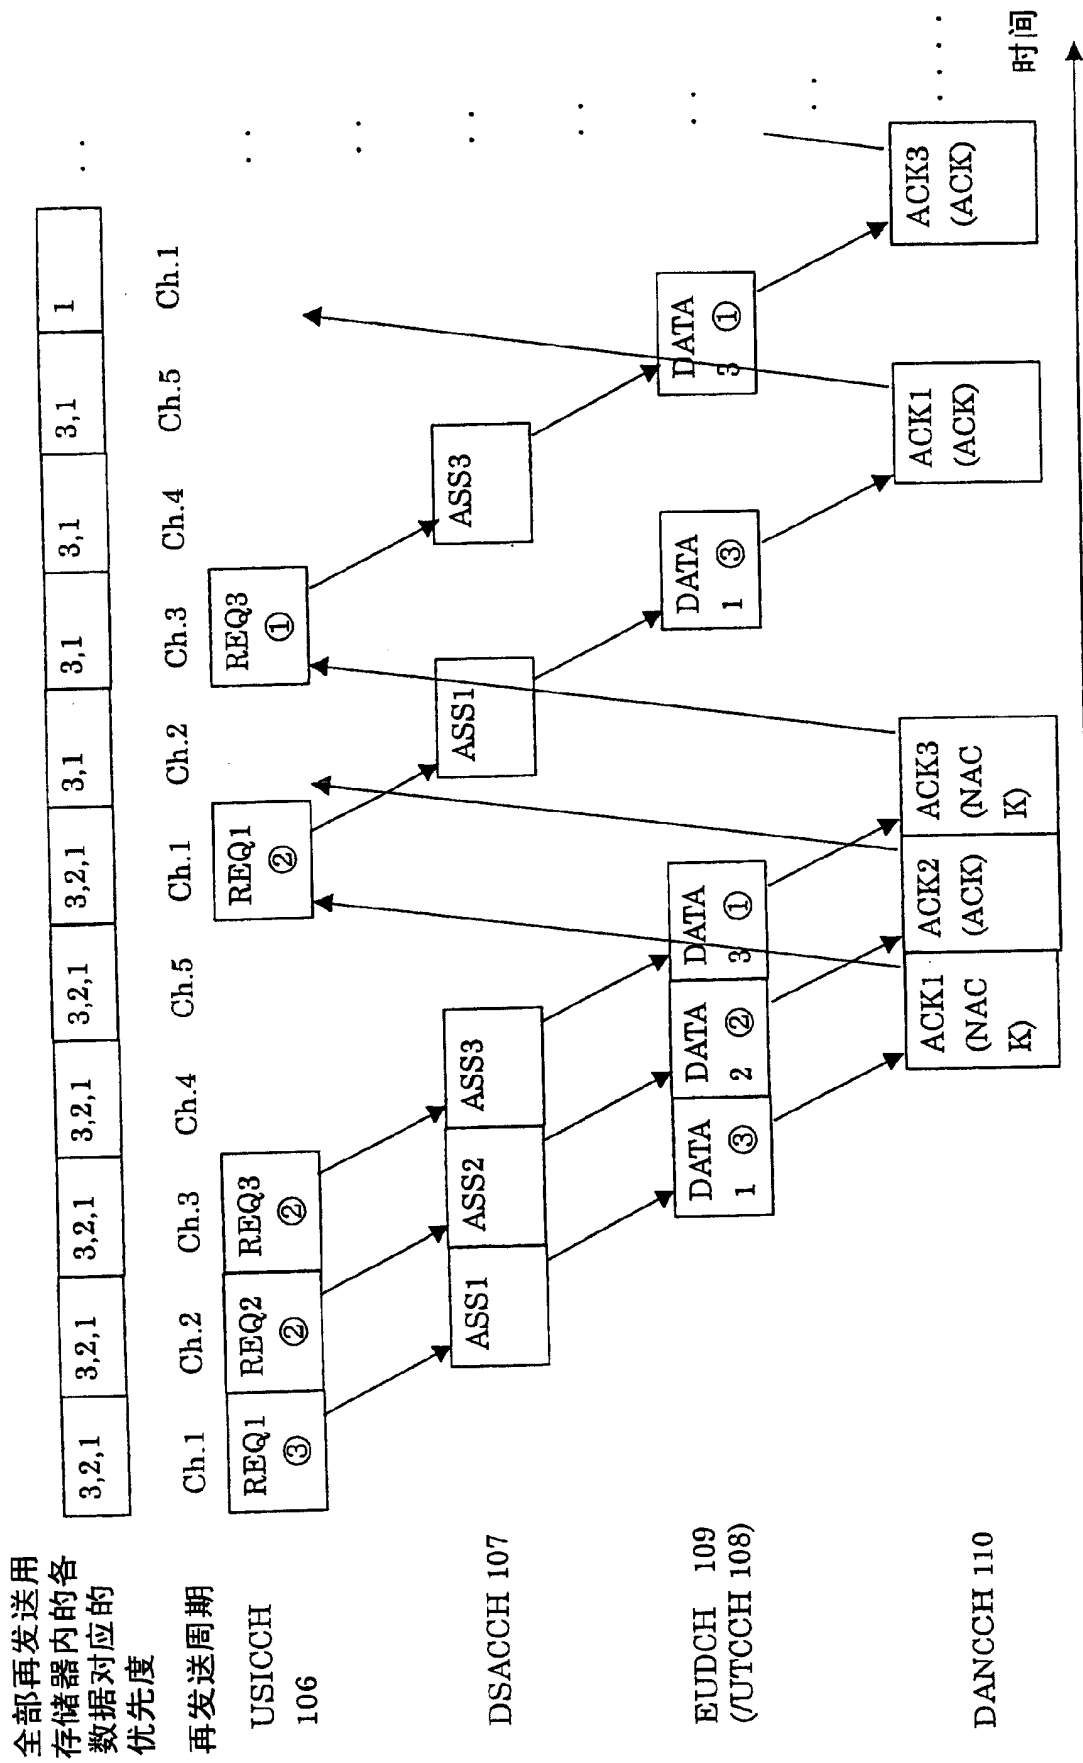 全部再发送用
存储器内的各
数据对应的
优先度
3,2,1 3,2,1 3,2,1 3,2,1 3,2,1 3,2,1 3,1 3,1 3,1 3,1 1 . .
再发送周期 Ch.1 Ch.2 Ch.3 Ch.4 Ch.5 Ch.1 Ch.2 Ch.3 Ch.4 Ch.5 Ch.1
USICCH
106
REQ1
③
REQ2
②
REQ3
②
REQ1
②
REQ3
①
DSACCH 107
ASS1
ASS2
ASS3
ASS1
ASS3
EUDCH 109
(/UTCCH 108)
DATA
1 ③
DATA
2 ②
DATA
3 ①
DATA
1 ③
DATA
3 ①
DANCCH 110
ACK1
(NAC
K)
ACK2
(ACK)
ACK3
(NAC
K)
ACK1
(ACK)
ACK3
(ACK)
时间